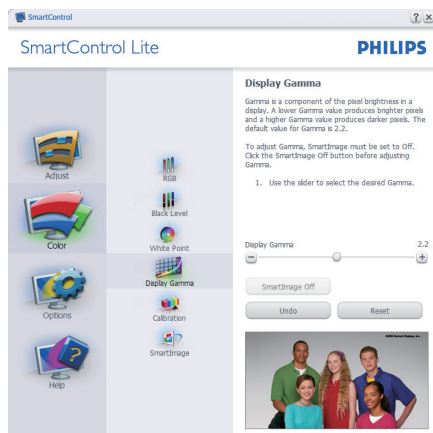 SmartControl
SmartControl Lite
PHILIPS
Adjust
Color
Options
Help
RGB
Black Level
White Point
Display Gamma
Calibration
SmartImage
Display Gamma
Gamma is a component of the pixel brightness in a
display. A lower Gamma value produces brighter pixels
and a higher Gamma value produces darker pixels. The
default value for Gamma is 2.2.
To adjust Gamma, SmartImage must be set to Off.
Click the SmartImage Off button before adjusting
Gamma.
1. Use the slider to select the desired Gamma.
Display Gamma 2.2
SmartImage Off
Undo Reset